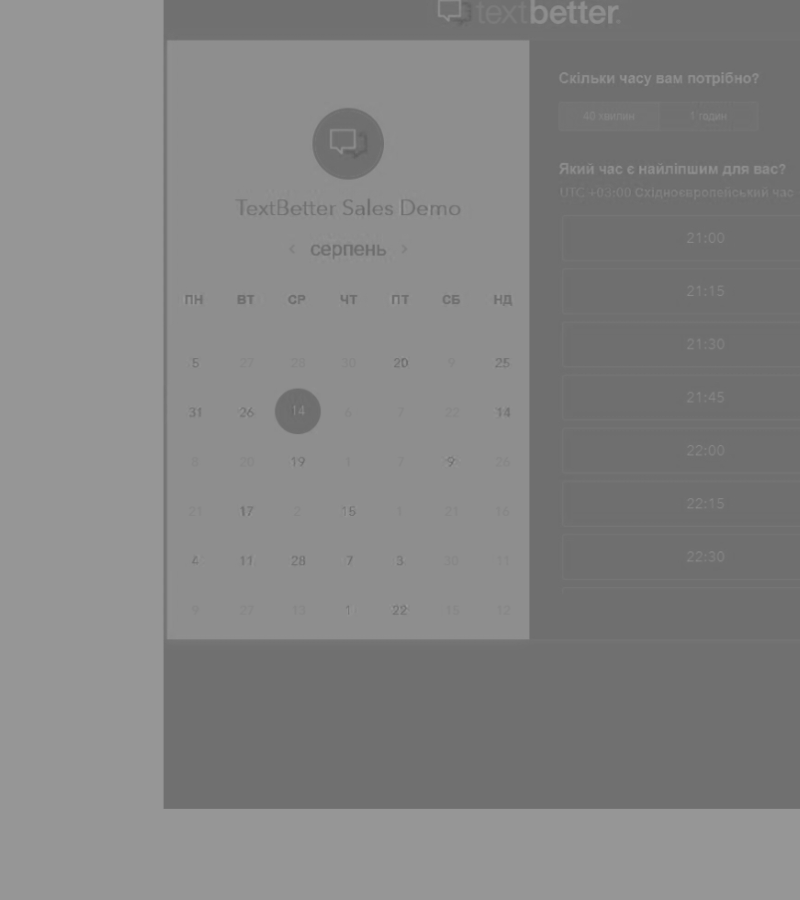 textbetter.
TextBetter Sales Demo
‹ серпень ›
ПН ВТ СР ЧТ ПТ СБ НД
5 27 28 30 20 9 25
31 26 14 6 7 22 14
8 20 19 1 7 9 26
21 17 2 15 1 21 16
4 11 28 7 3 30 11
9 27 13 1 22 15 12
Скільки часу вам потрібно?
40 хвилин 1 годин
Який час є найліпшим для вас?
UTC +03:00 Східноєвропейський час
21:00
21:15
21:30
21:45
22:00
22:15
22:30